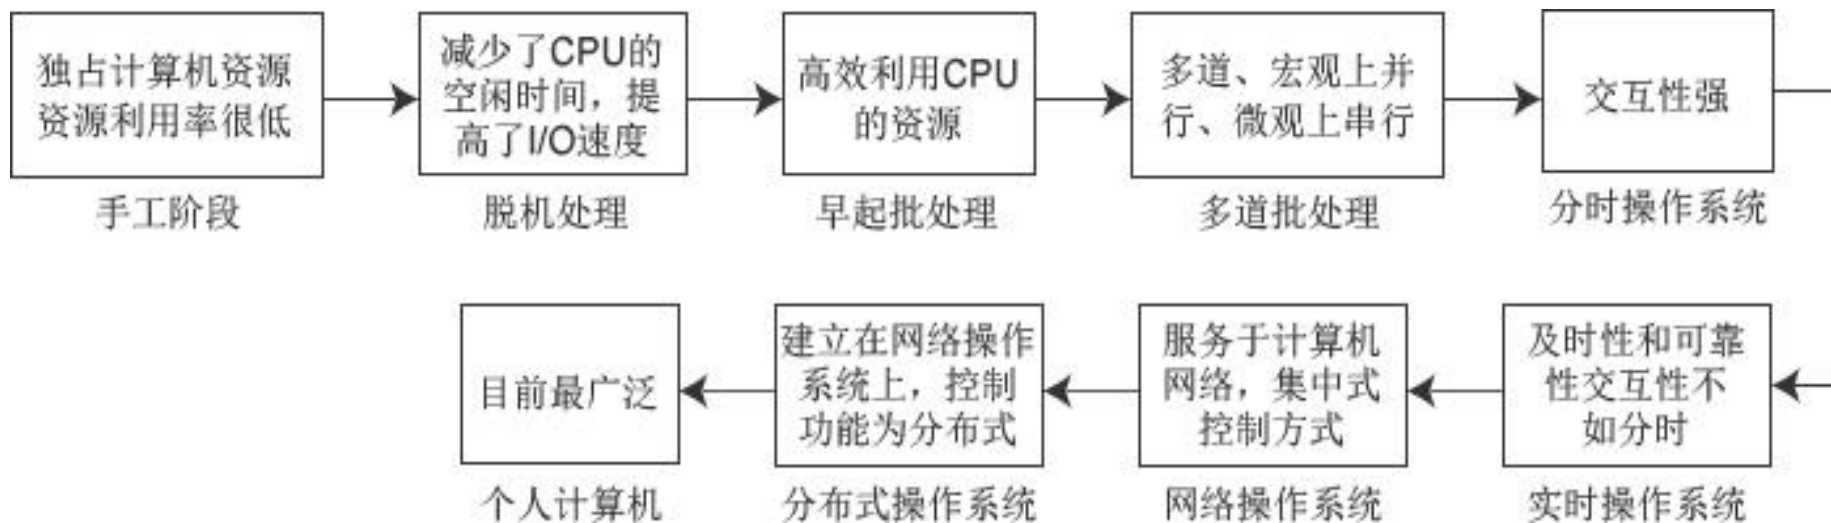 独占计算机资源
资源利用率很低
手工阶段
减少了CPU的
空闲时间，提
高了I/O速度
脱机处理
高效利用CPU
的资源
早起批处理
多道、宏观上并
行、微观上串行
多道批处理
交互性强
分时操作系统
及时性和可靠
性交互性不
如分时
实时操作系统
服务于计算机
网络，集中式
控制方式
网络操作系统
建立在网络操作
系统上，控制
功能为分布式
分布式操作系统
目前最广泛
个人计算机